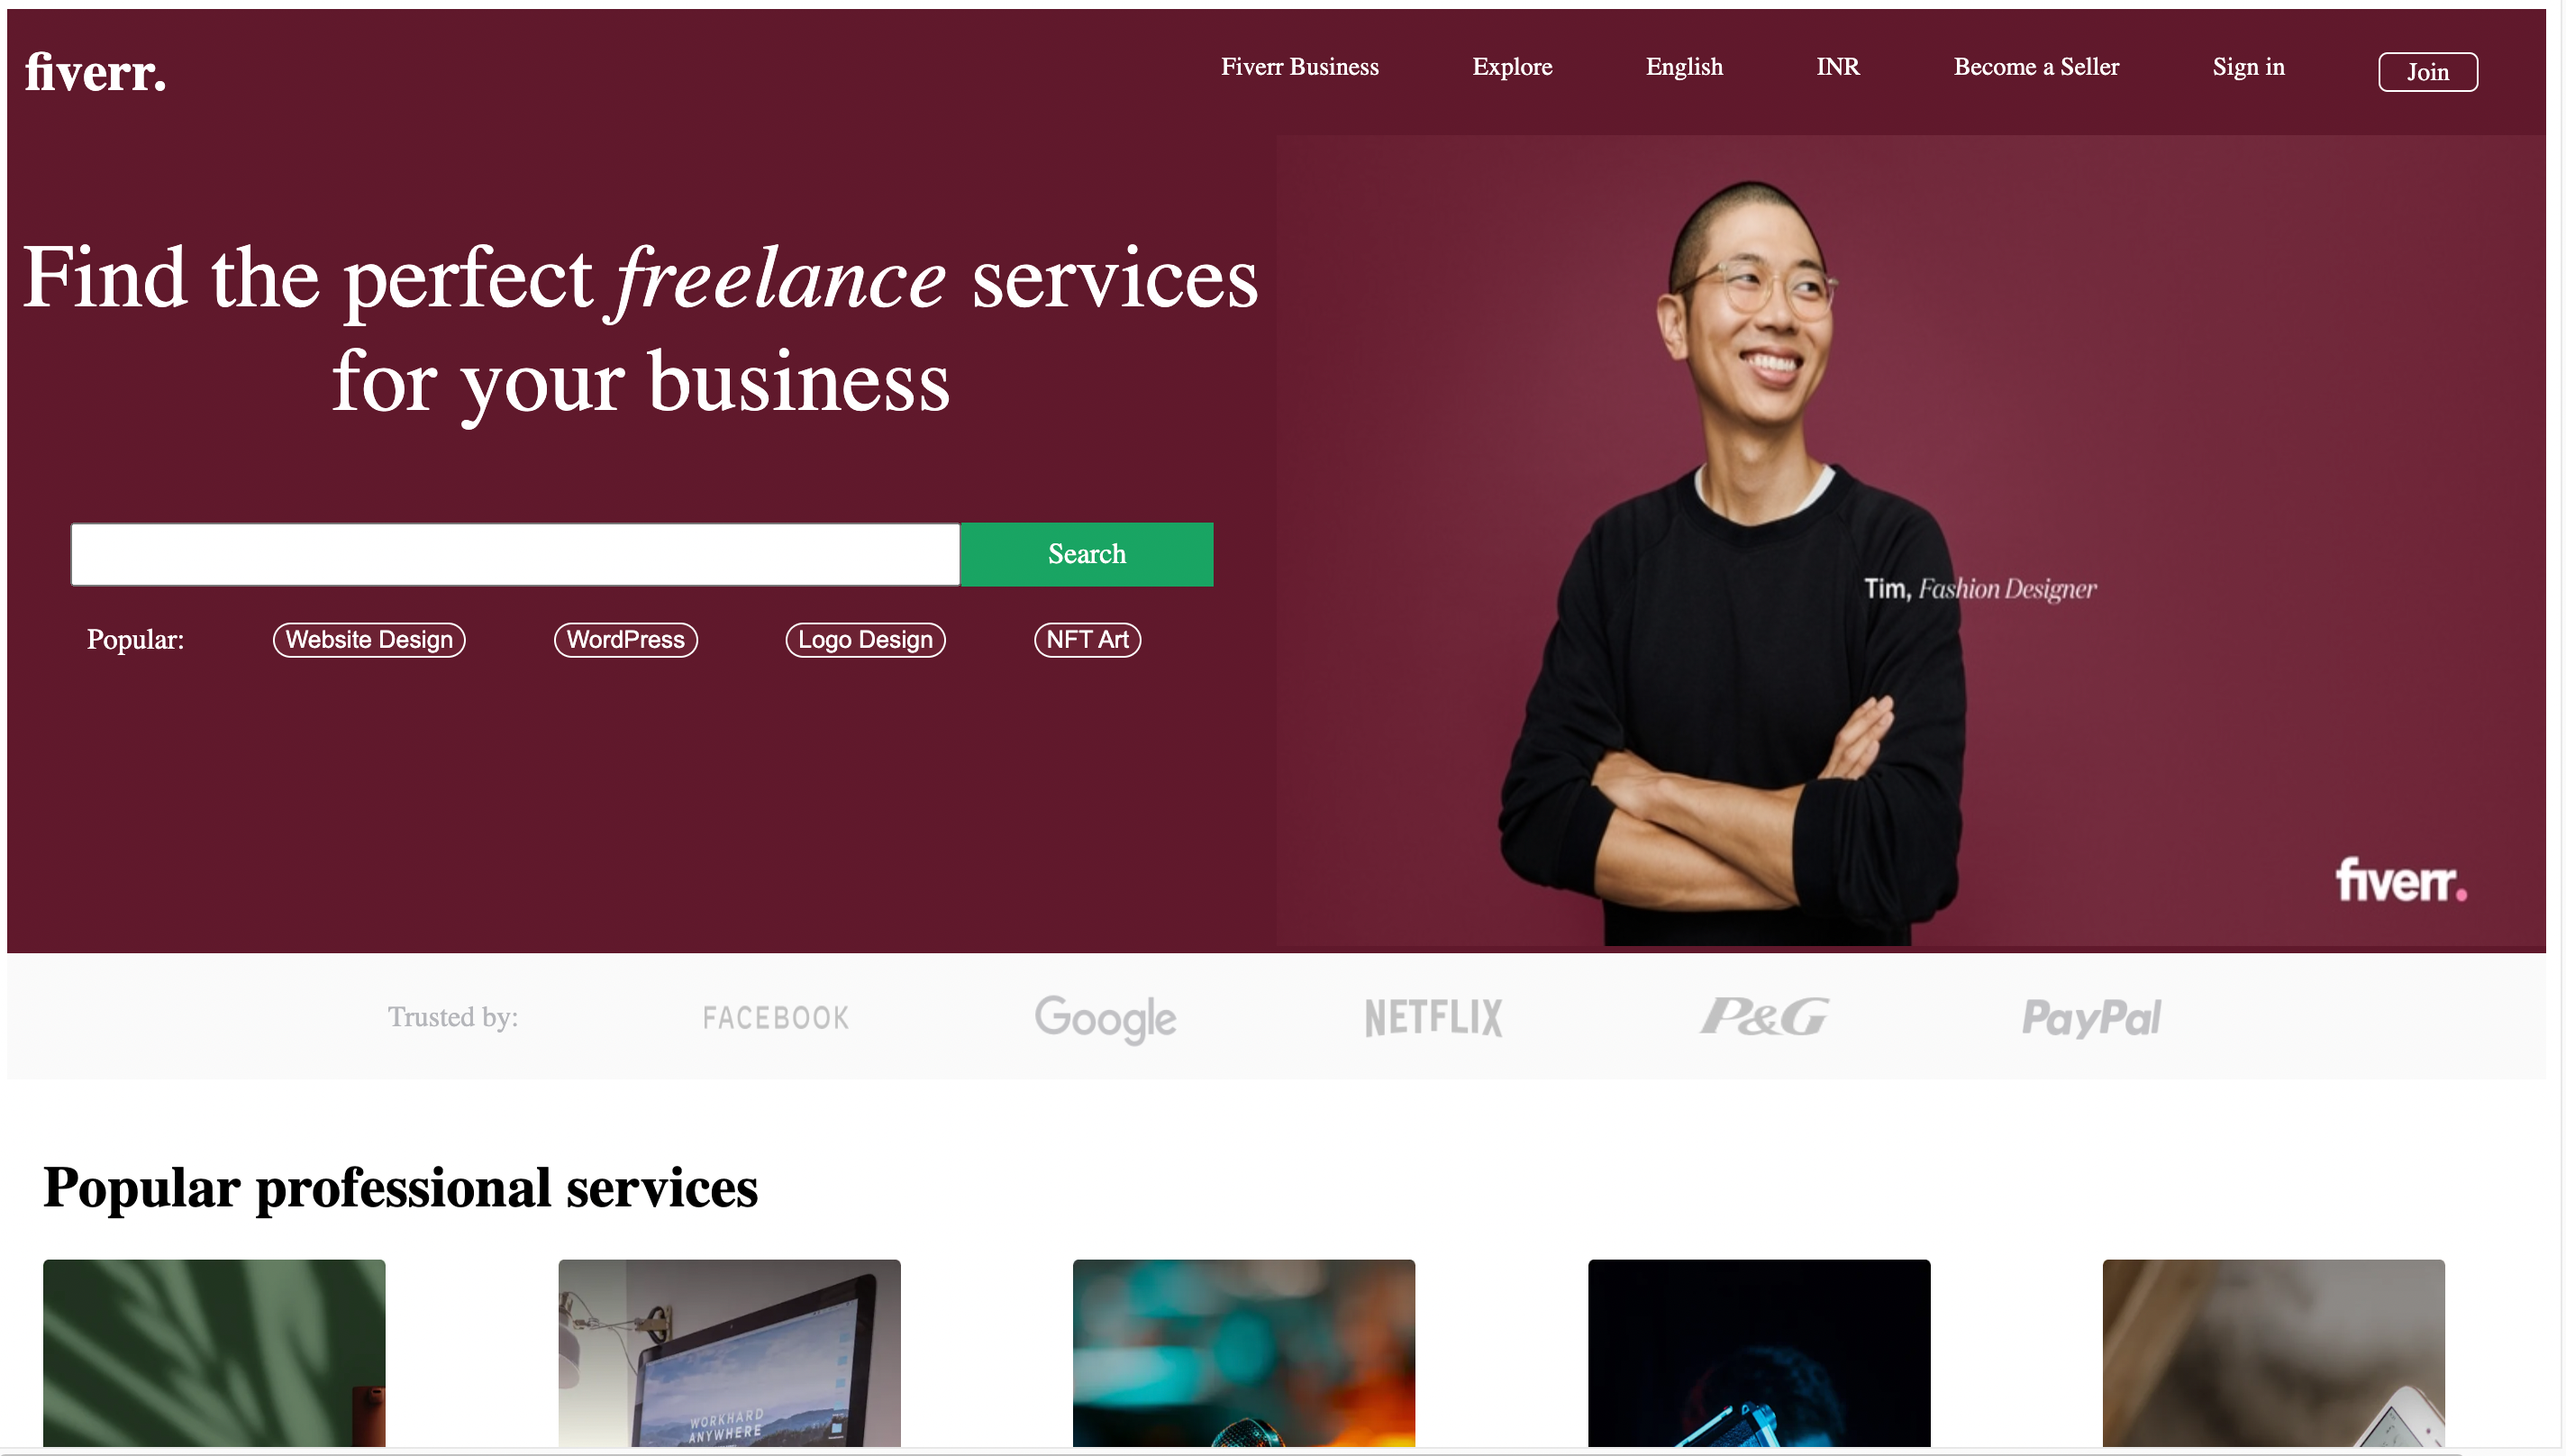 fiverr.
Fiverr Business
Explore
English
INR
Become a Seller
Sign in
Join
Find the perfect freelance services
for your business
Search
Popular:
Website Design
WordPress
Logo Design
NFT Art
Tim, Fashion Designer
fiverr.
Trusted by:
FACEBOOK
Google
NETFLIX
P&G
PayPal
Popular professional services
WORKHARD
ANYWHERE